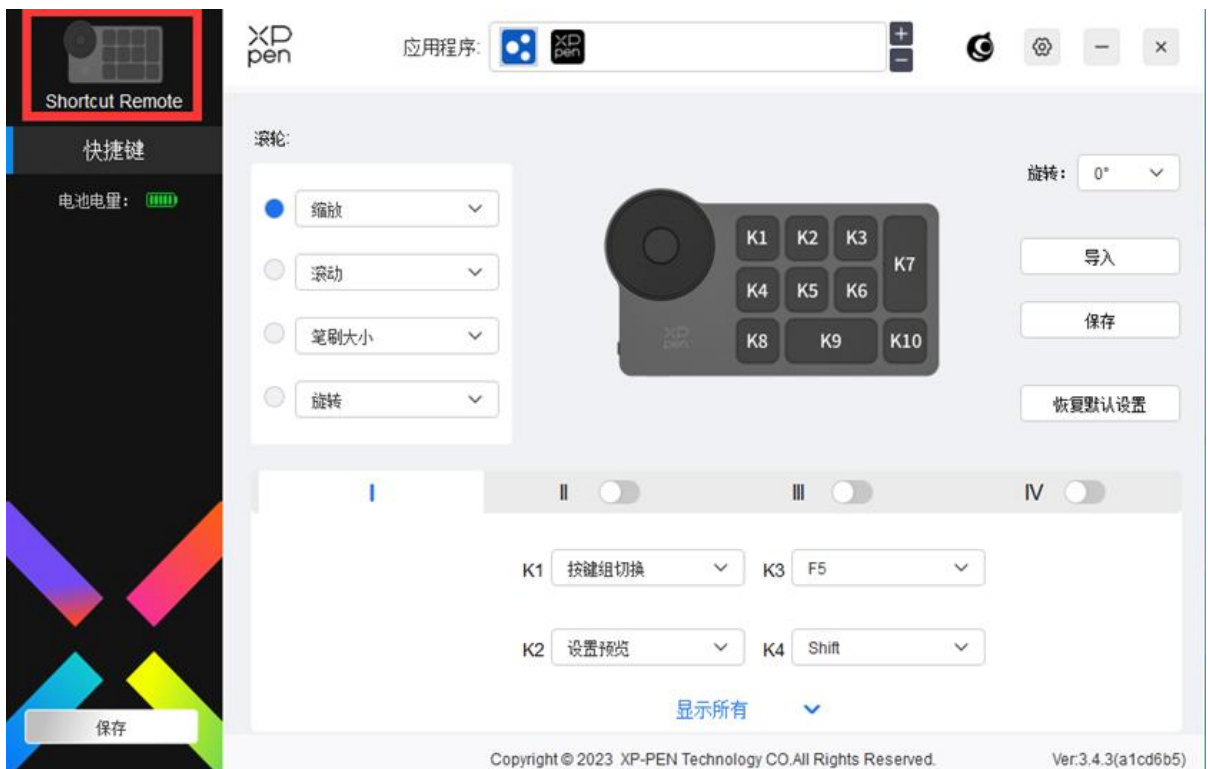 Shortcut Remote
快捷键
电池电量：
保存
XP
pen
应用程序:
XP
pen
+
−
滚轮:
缩放
滚动
笔刷大小
旋转
K1 K2 K3
K7
K4 K5 K6
K8 K9 K10
XP
pen
旋转： 0°
导入
保存
恢复默认设置
Ⅰ Ⅱ Ⅲ Ⅳ
K1 按键组切换 K3 F5
K2 设置预览 K4 Shift
显示所有
Copyright © 2023 XP-PEN Technology CO.All Rights Reserved. Ver:3.4.3(a1cd6b5)